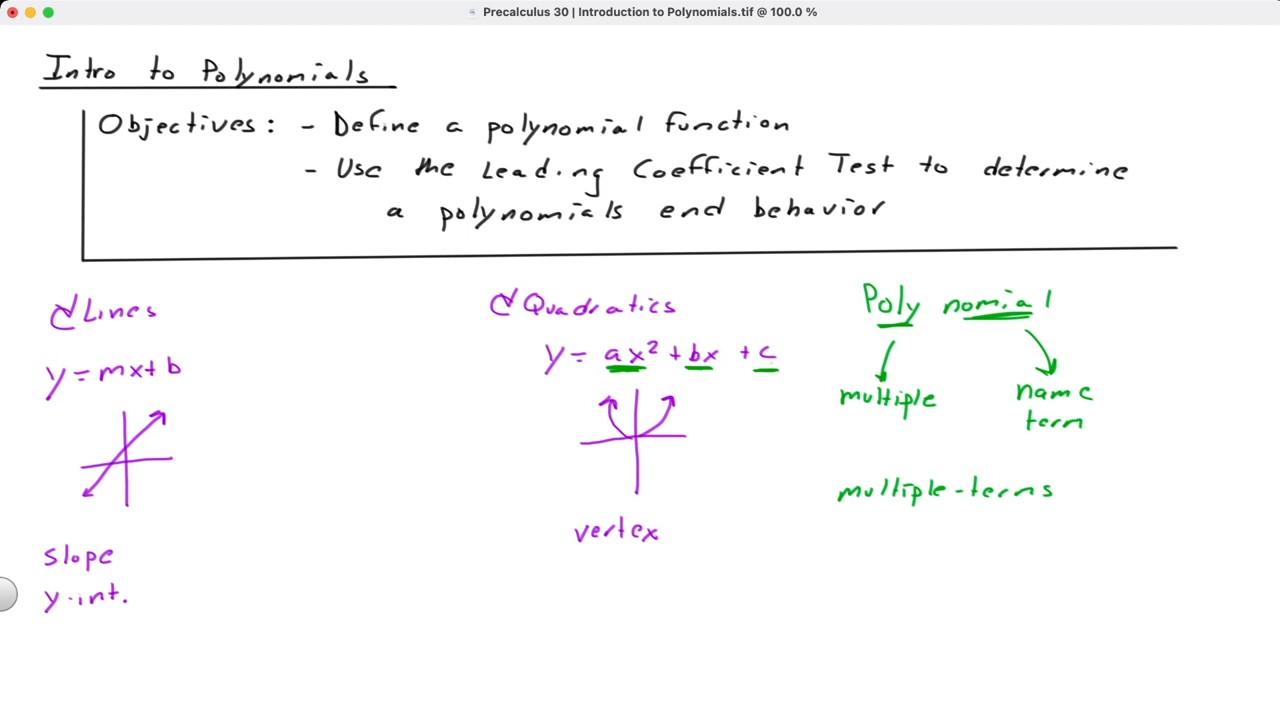 Precalculus 30 | Introduction to Polynomials.tif @ 100.0 %
Intro to Polynomials
Objectives: - Define a polynomial function
- Use the Leading Coefficient Test to determine
a polynomials end behavior
Lines
y = mx + b
slope
y-int.
Quadratics
y = ax² + bx + c
vertex
Poly nomial
multiple
name
term
multiple-terms